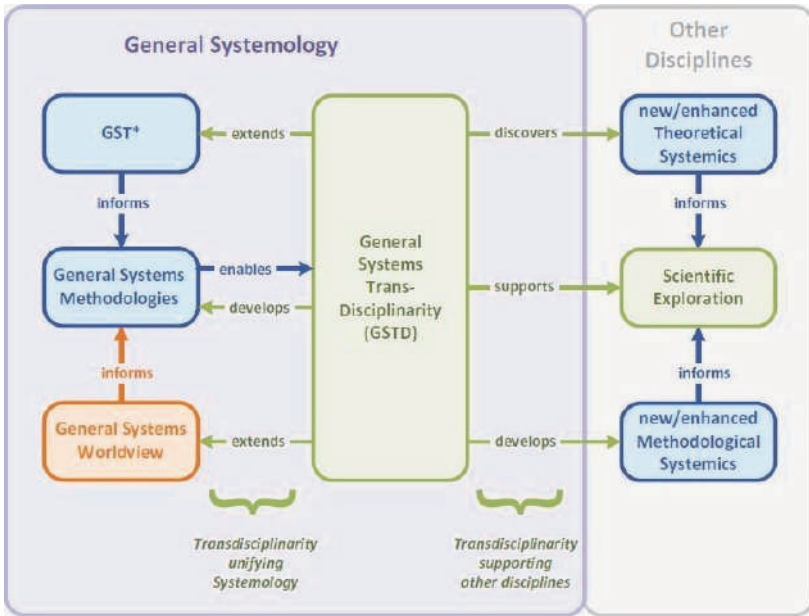 General Systemology
Other
Disciplines
GST⁺
extends
discovers
new/enhanced
Theoretical
Systemics
informs
informs
General Systems
Methodologies
enables
develops
General
Systems
Trans-
Disciplinarity
(GSTD)
supports
Scientific
Exploration
informs
informs
General Systems
Worldview
extends
develops
new/enhanced
Methodological
Systemics
Transdisciplinarity
unifying
Systemology
Transdisciplinarity
supporting
other disciplines